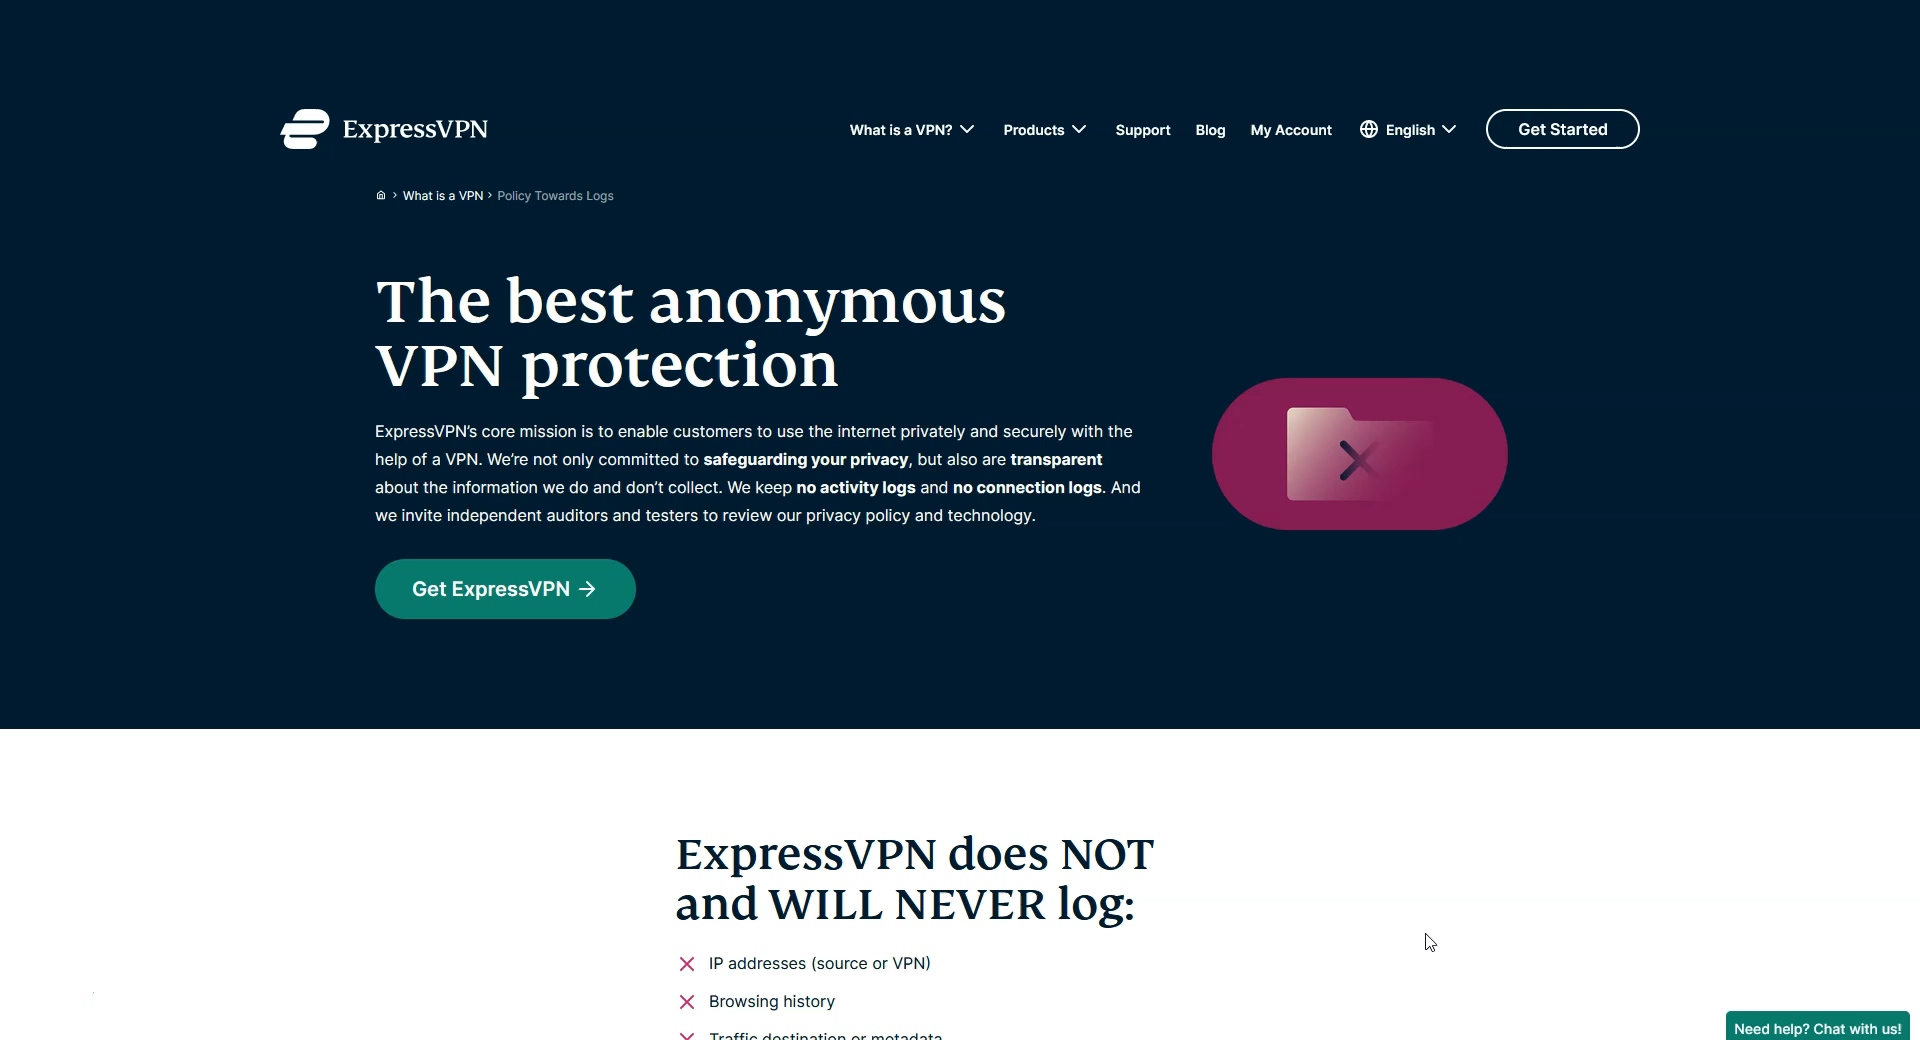 ExpressVPN
What is a VPN?
Products
Support
Blog
My Account
English
Get Started
What is a VPN
Policy Towards Logs
The best anonymous
VPN protection
ExpressVPN’s core mission is to enable customers to use the internet privately and securely with the
help of a VPN. We’re not only committed to safeguarding your privacy, but also are transparent
about the information we do and don’t collect. We keep no activity logs and no connection logs. And
we invite independent auditors and testers to review our privacy policy and technology.
Get ExpressVPN
ExpressVPN does NOT
and WILL NEVER log:
IP addresses (source or VPN)
Browsing history
Traffic destination or metadata
Need help? Chat with us!